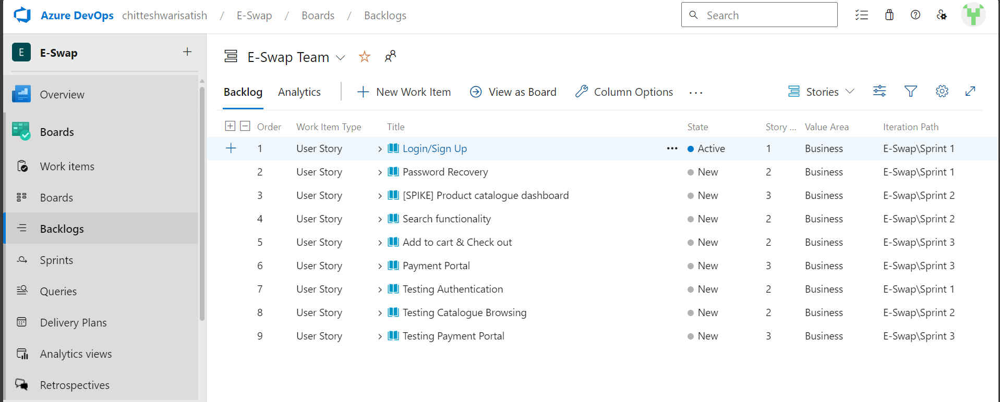 Azure DevOps chitteshwarisatish / E-Swap / Boards / Backlogs Search
E E-Swap
E-Swap Team
Overview
Boards
Work items
Boards
Backlogs
Sprints
Queries
Delivery Plans
Analytics views
Retrospectives
Backlog Analytics New Work Item View as Board Column Options ... Stories
Order Work Item Type Title State Story ... Value Area Iteration Path
1 User Story Login/Sign Up ... Active 1 Business E-Swap\Sprint 1
2 User Story Password Recovery New 2 Business E-Swap\Sprint 1
3 User Story [SPIKE] Product catalogue dashboard New 3 Business E-Swap\Sprint 2
4 User Story Search functionality New 2 Business E-Swap\Sprint 2
5 User Story Add to cart & Check out New 2 Business E-Swap\Sprint 3
6 User Story Payment Portal New 3 Business E-Swap\Sprint 3
7 User Story Testing Authentication New 2 Business E-Swap\Sprint 1
8 User Story Testing Catalogue Browsing New 2 Business E-Swap\Sprint 2
9 User Story Testing Payment Portal New 3 Business E-Swap\Sprint 3